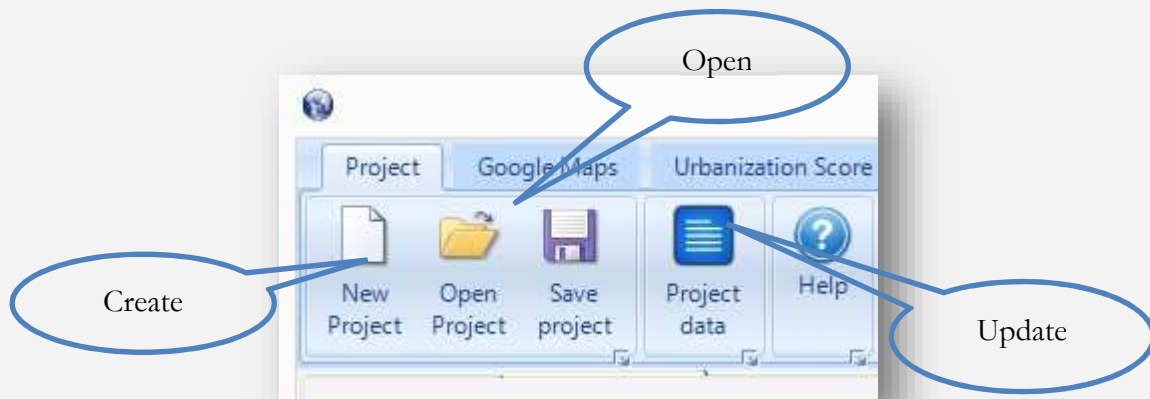 Open
Project
Google Maps
Urbanization Score
Create
New Project
Open Project
Save project
Project data
Help
Update